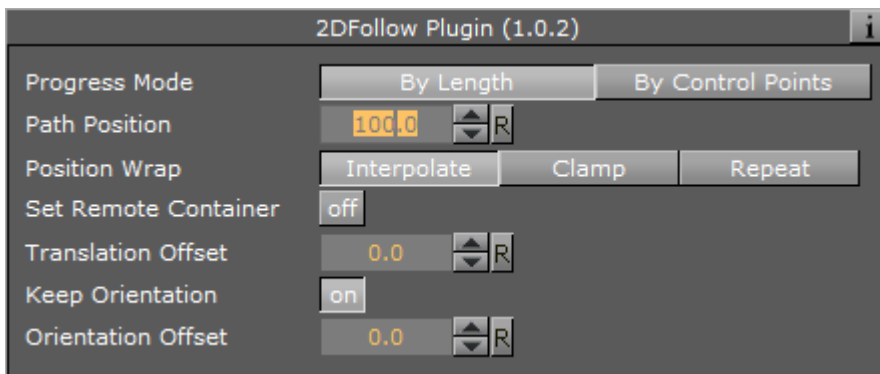 2DFollow Plugin (1.0.2) i
Progress Mode By Length By Control Points
Path Position 100.0 R
Position Wrap Interpolate Clamp Repeat
Set Remote Container off
Translation Offset 0.0 R
Keep Orientation on
Orientation Offset 0.0 R